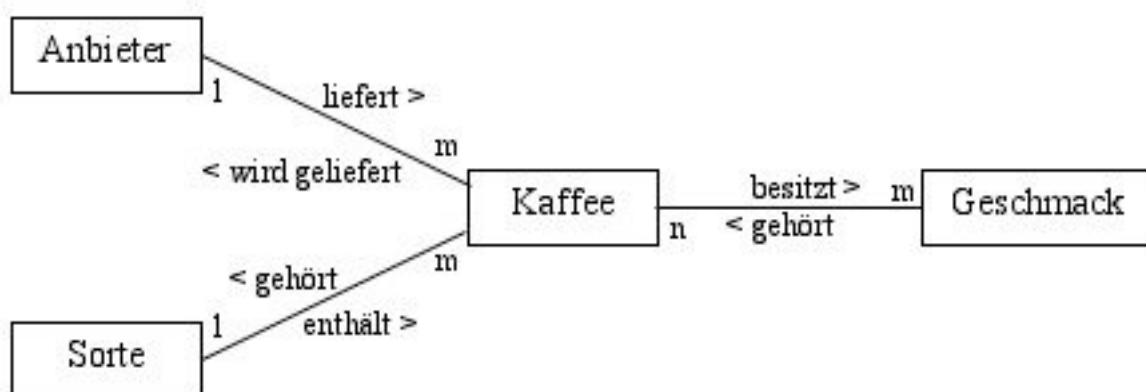 Anbieter
1
liefert >
m
< wird geliefert
Kaffee
besitzt >
m
n
< gehört
Geschmack
< gehört
m
1
enthält >
Sorte